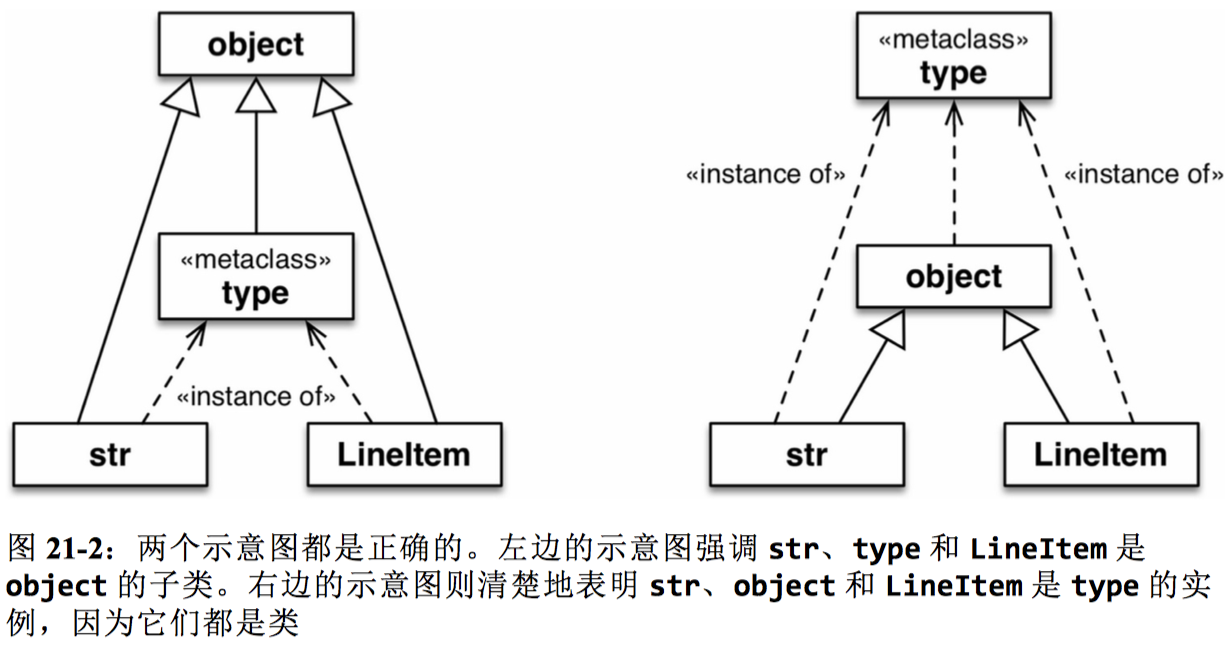 object
«metaclass»
type
«instance of»
str
LineItem
«metaclass»
type
«instance of»
«instance of»
object
str
LineItem
图 21-2：两个示意图都是正确的。左边的示意图强调 str、type 和 LineItem 是
object 的子类。右边的示意图则清楚地表明 str、object 和 LineItem 是 type 的实
例，因为它们都是类